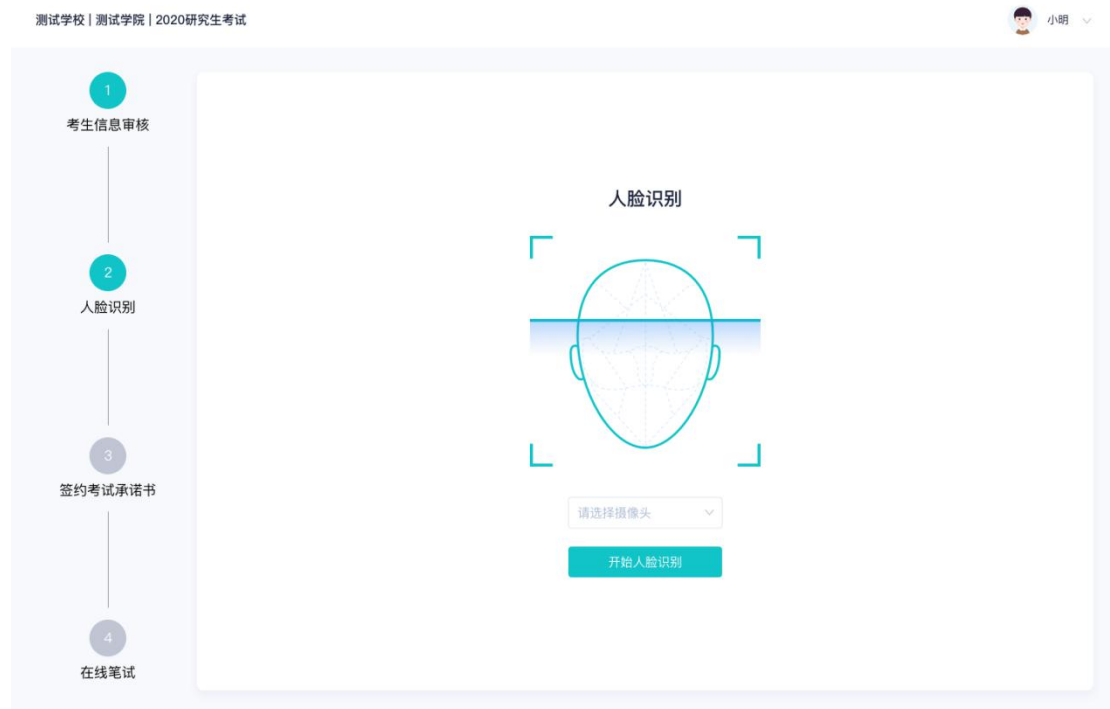 测试学校 | 测试学院 | 2020研究生考试
小明
1
考生信息审核
2
人脸识别
3
签约考试承诺书
4
在线笔试
人脸识别
请选择摄像头
开始人脸识别